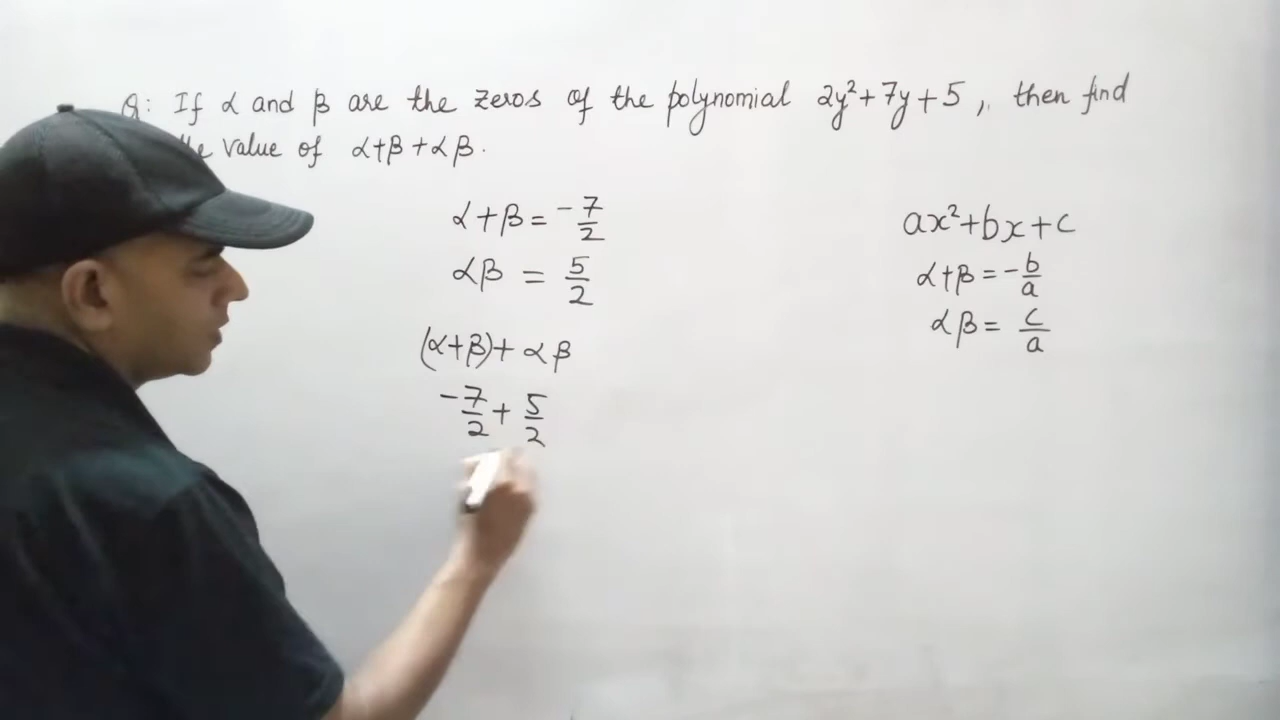 Q: If α and β are the zeros of the polynomial 2y²+7y+5, then find
value of α+β+αβ.
α+β = -7/2
αβ = 5/2
(α+β)+αβ
-7/2 + 5/2
ax²+bx+c
α+β = -b/a
αβ = c/a